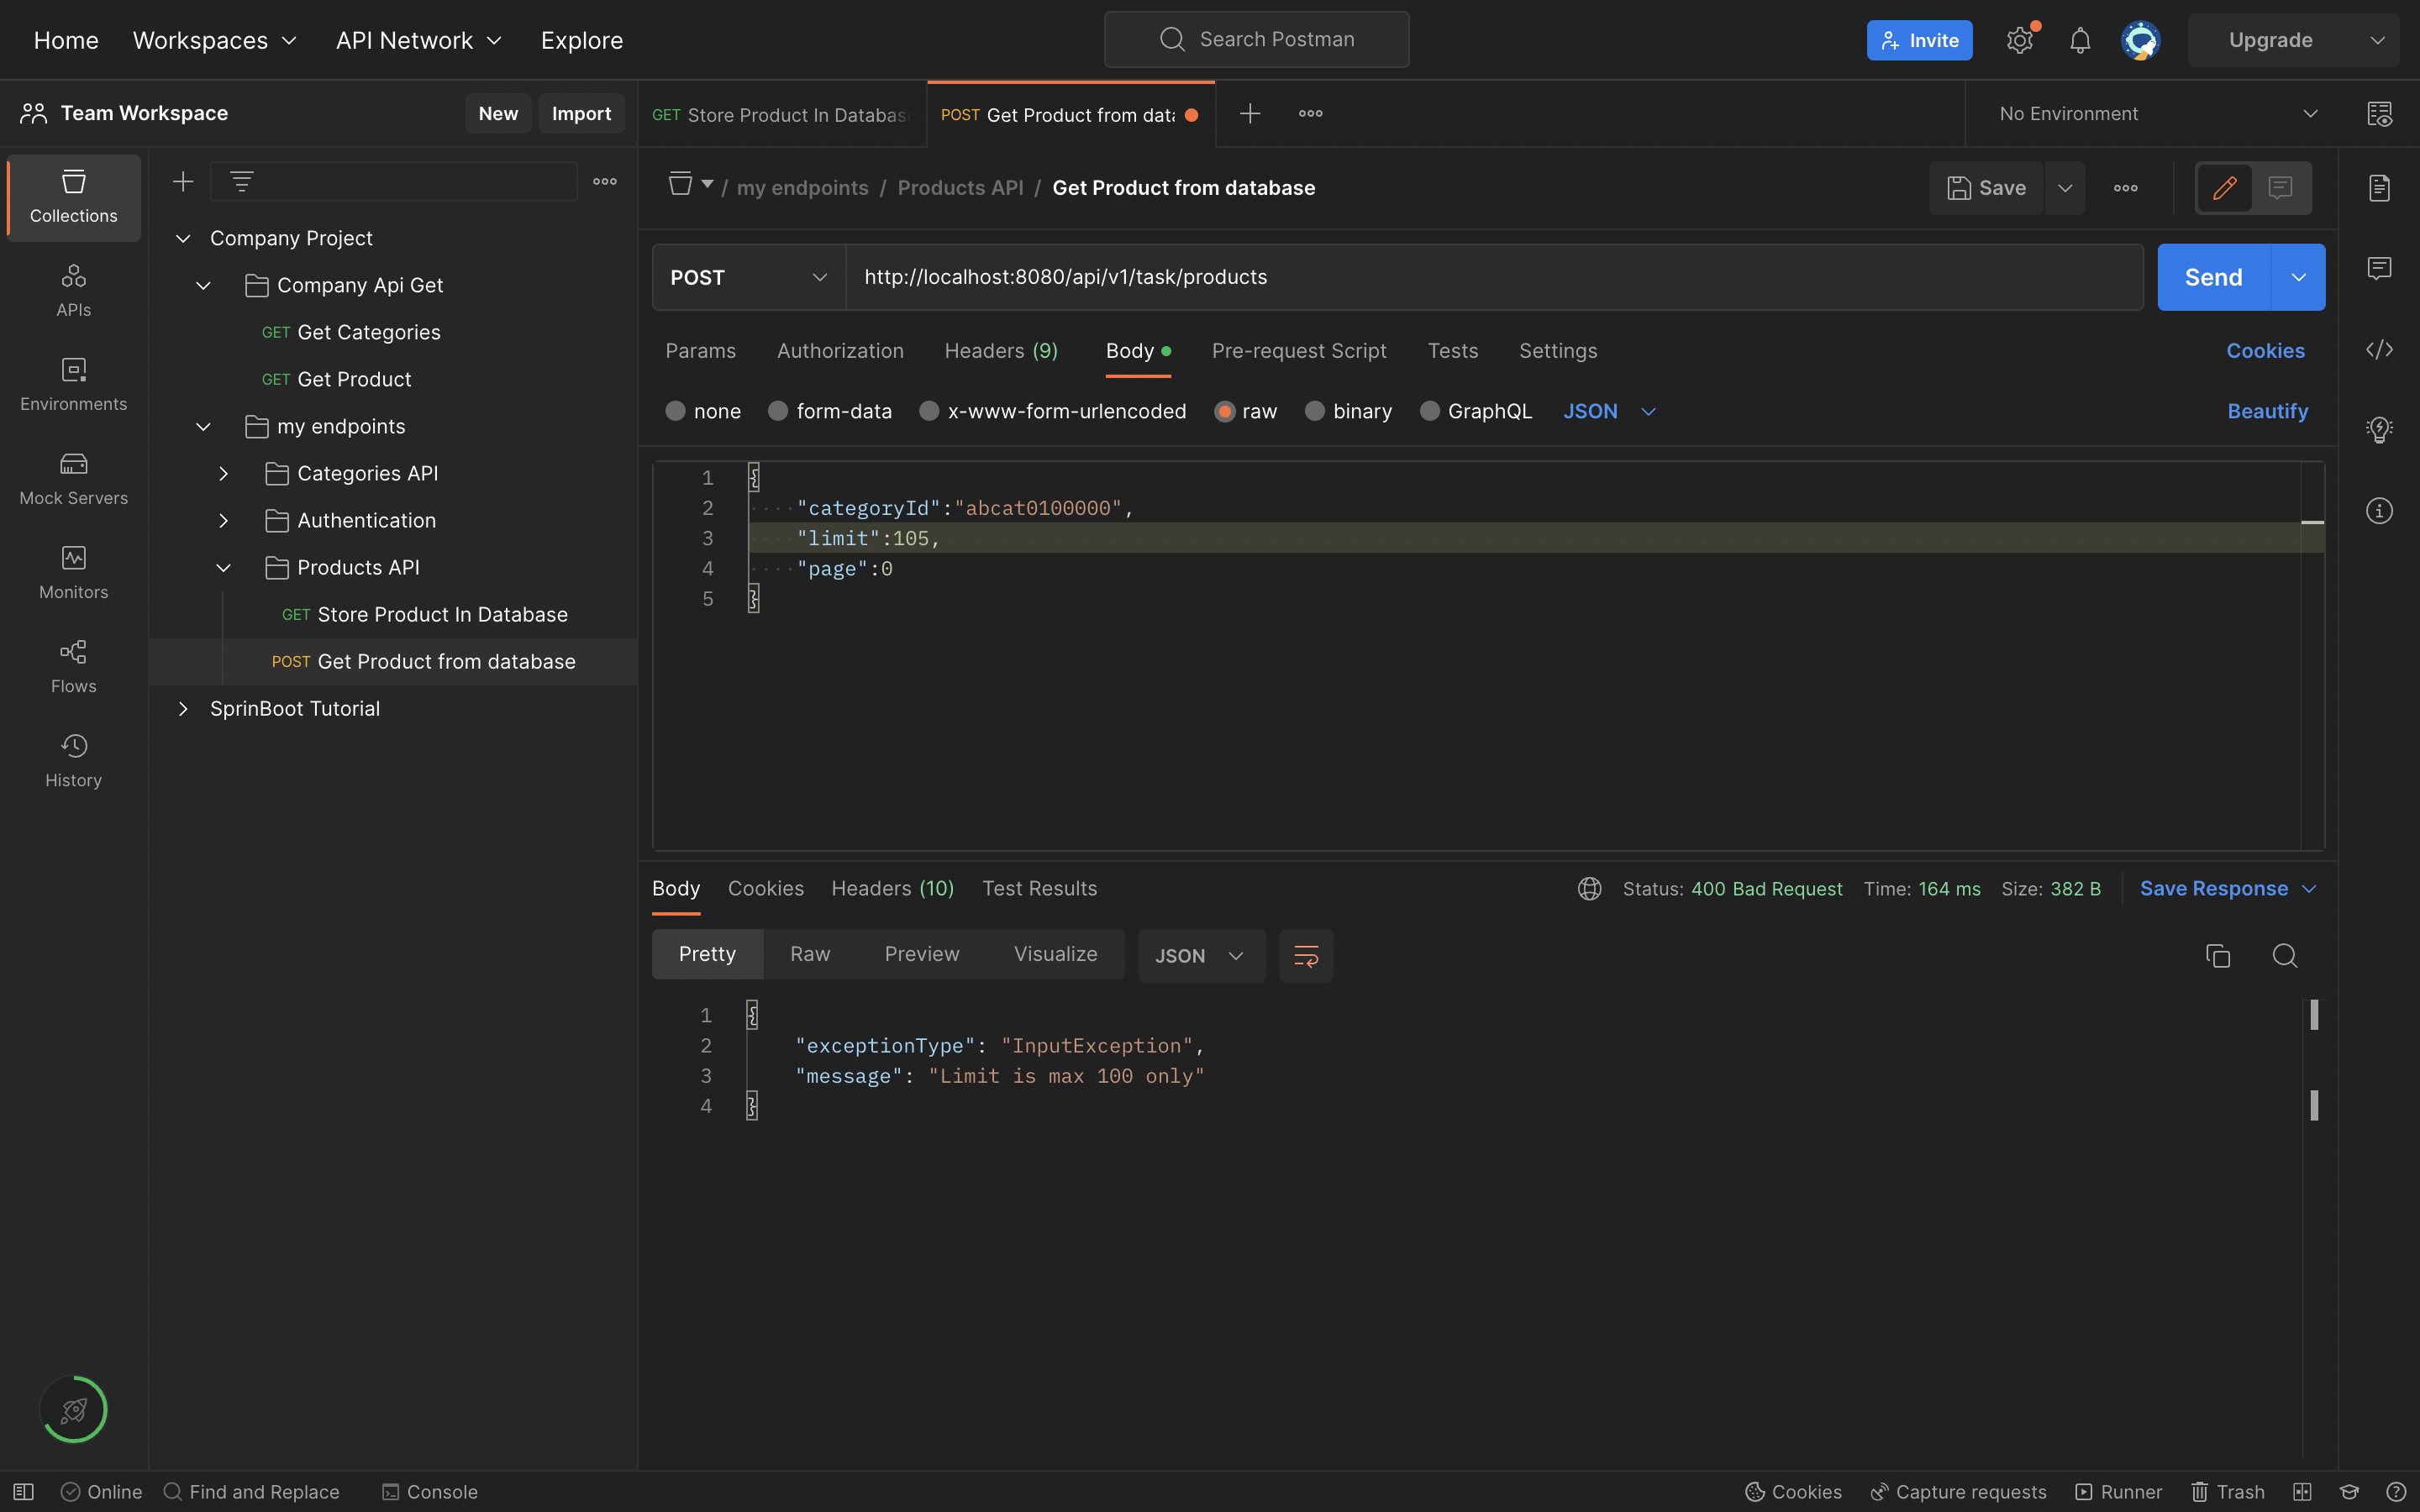 Home Workspaces API Network Explore Search Postman Invite Upgrade
Team Workspace New Import
GET Store Product In Databas POST Get Product from data No Environment
Collections
APIs
Environments
Mock Servers
Monitors
Flows
History
Company Project
Company Api Get
GET Get Categories
GET Get Product
my endpoints
Categories API
Authentication
Products API
GET Store Product In Database
POST Get Product from database
SprinBoot Tutorial
/ my endpoints / Products API / Get Product from database Save
POST http://localhost:8080/api/v1/task/products Send
Params Authorization Headers (9) Body Pre-request Script Tests Settings Cookies
none form-data x-www-form-urlencoded raw binary GraphQL JSON Beautify
1 {
2 "categoryId":"abcat0100000",
3 "limit":105,
4 "page":0
5 }
Body Cookies Headers (10) Test Results Status: 400 Bad Request Time: 164 ms Size: 382 B Save Response
Pretty Raw Preview Visualize JSON
1 {
2 "exceptionType": "InputException",
3 "message": "Limit is max 100 only"
4 }
Online Find and Replace Console Cookies Capture requests Runner Trash